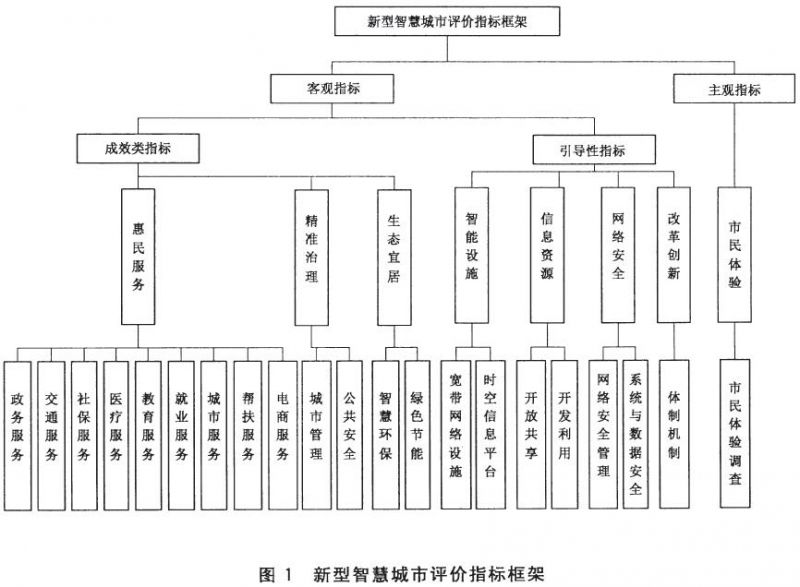 新型智慧城市评价指标框架
客观指标
主观指标
成效类指标
引导性指标
惠民服务
精准治理
生态宜居
智能设施
信息资源
网络安全
改革创新
市民体验
政务服务
交通服务
社保服务
医疗服务
教育服务
就业服务
城市服务
帮扶服务
电商服务
城市管理
公共安全
智慧环保
绿色节能
宽带网络设施
时空信息平台
开放共享
开发利用
网络安全管理
系统与数据安全
体制机制
市民体验调查
图 1 新型智慧城市评价指标框架